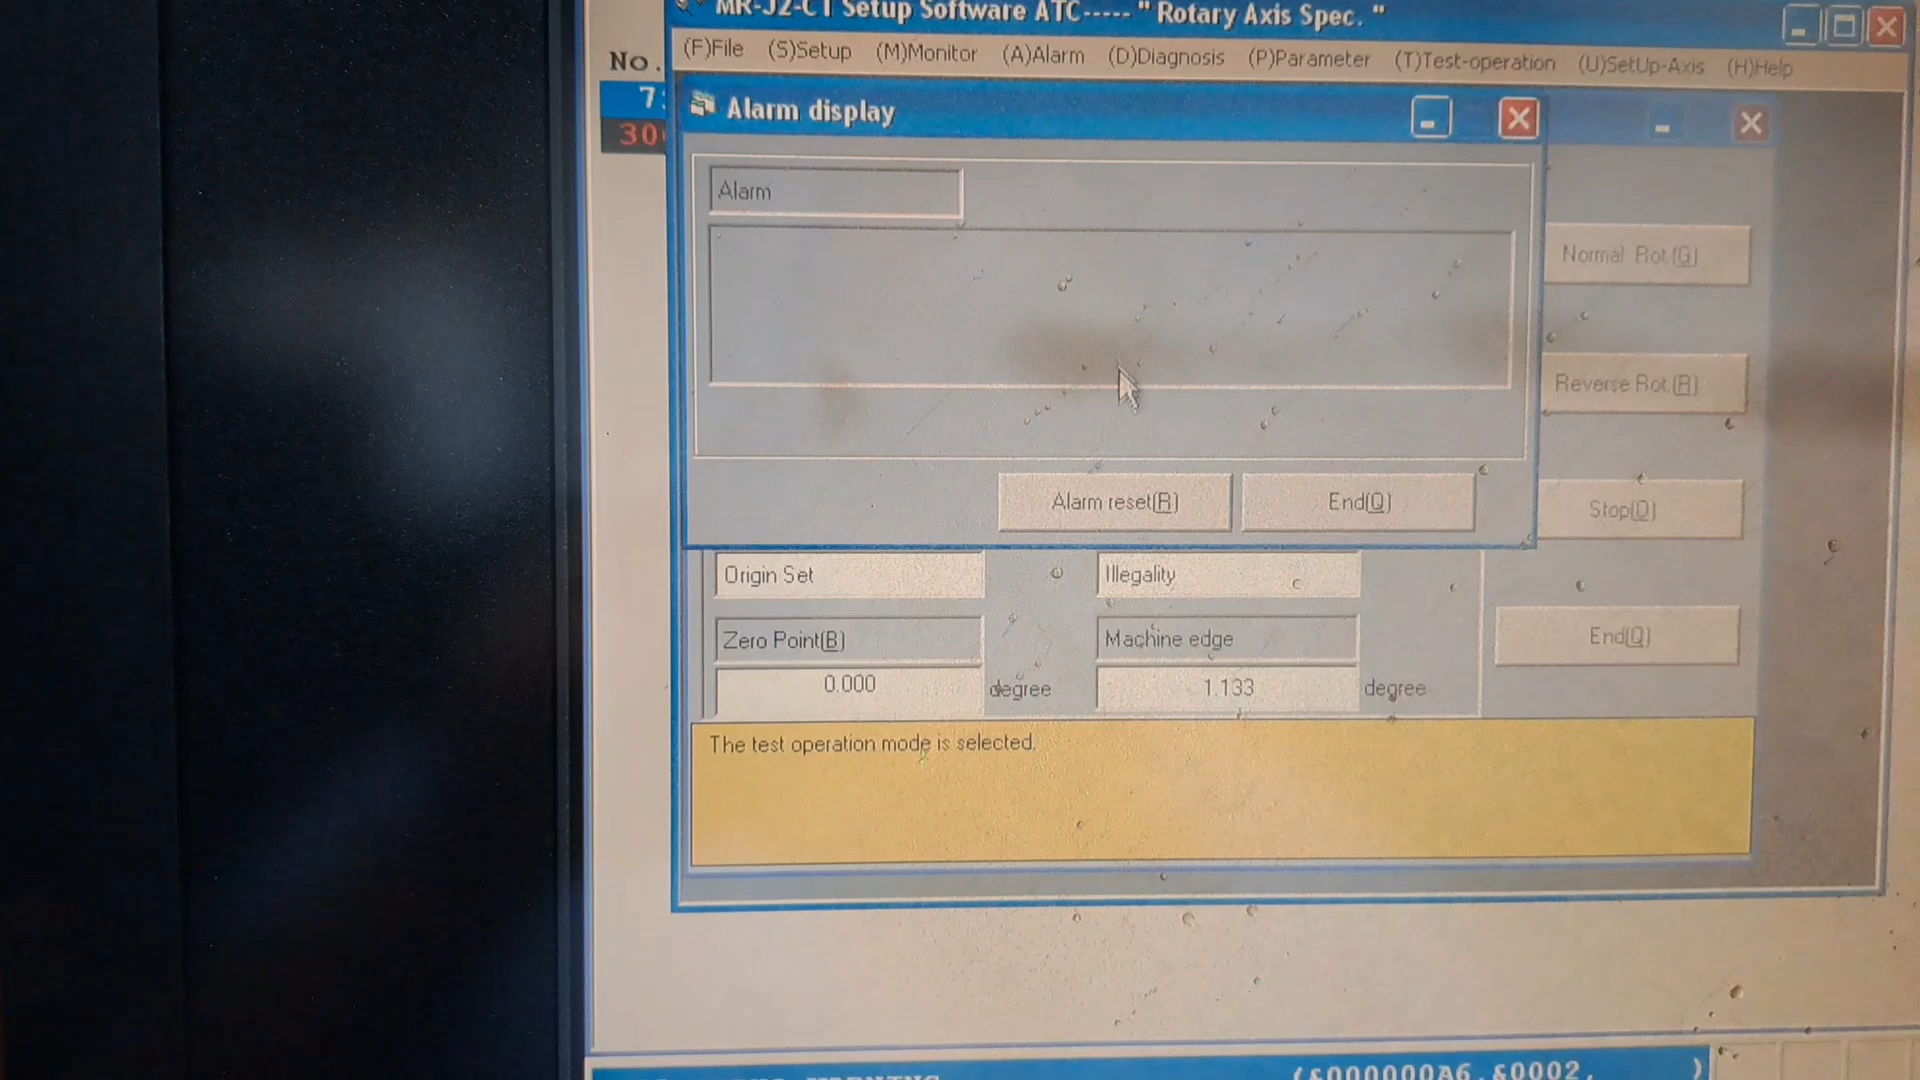 MR-J2-CT Setup Software ATC----- " Rotary Axis Spec. "
No.
(F)File (S)Setup (M)Monitor (A)Alarm (D)Diagnosis (P)Parameter (T)Test-operation (U)SetUp-Axis (H)Help
Alarm display
Alarm
Normal Rot.(G)
Reverse Rot.(R)
Alarm reset(R) End(Q)
Stop(O)
Origin Set Illegality
Zero Point(B) Machine edge
End(Q)
0.000 degree 1.133 degree
The test operation mode is selected.
(&000000A6,&0002, )